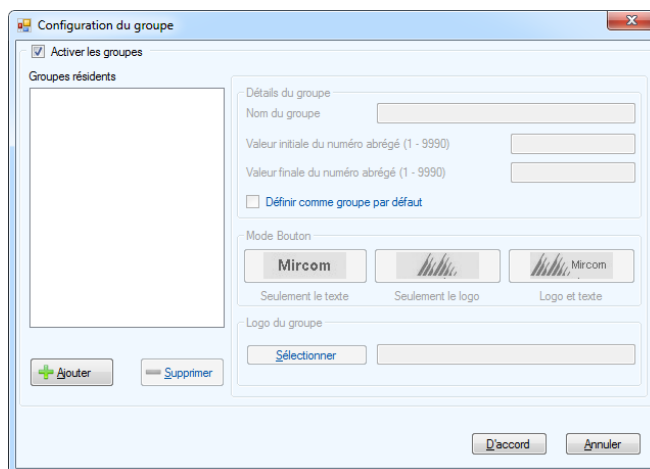 Configuration du groupe
Activer les groupes
Groupes résidents
Détails du groupe
Nom du groupe
Valeur initiale du numéro abrégé (1 - 9990)
Valeur finale du numéro abrégé (1 - 9990)
Définir comme groupe par défaut
Mode Bouton
Mircom
Mircom
Seulement le texte
Seulement le logo
Logo et texte
Logo du groupe
Sélectionner
Ajouter
Supprimer
D'accord
Annuler